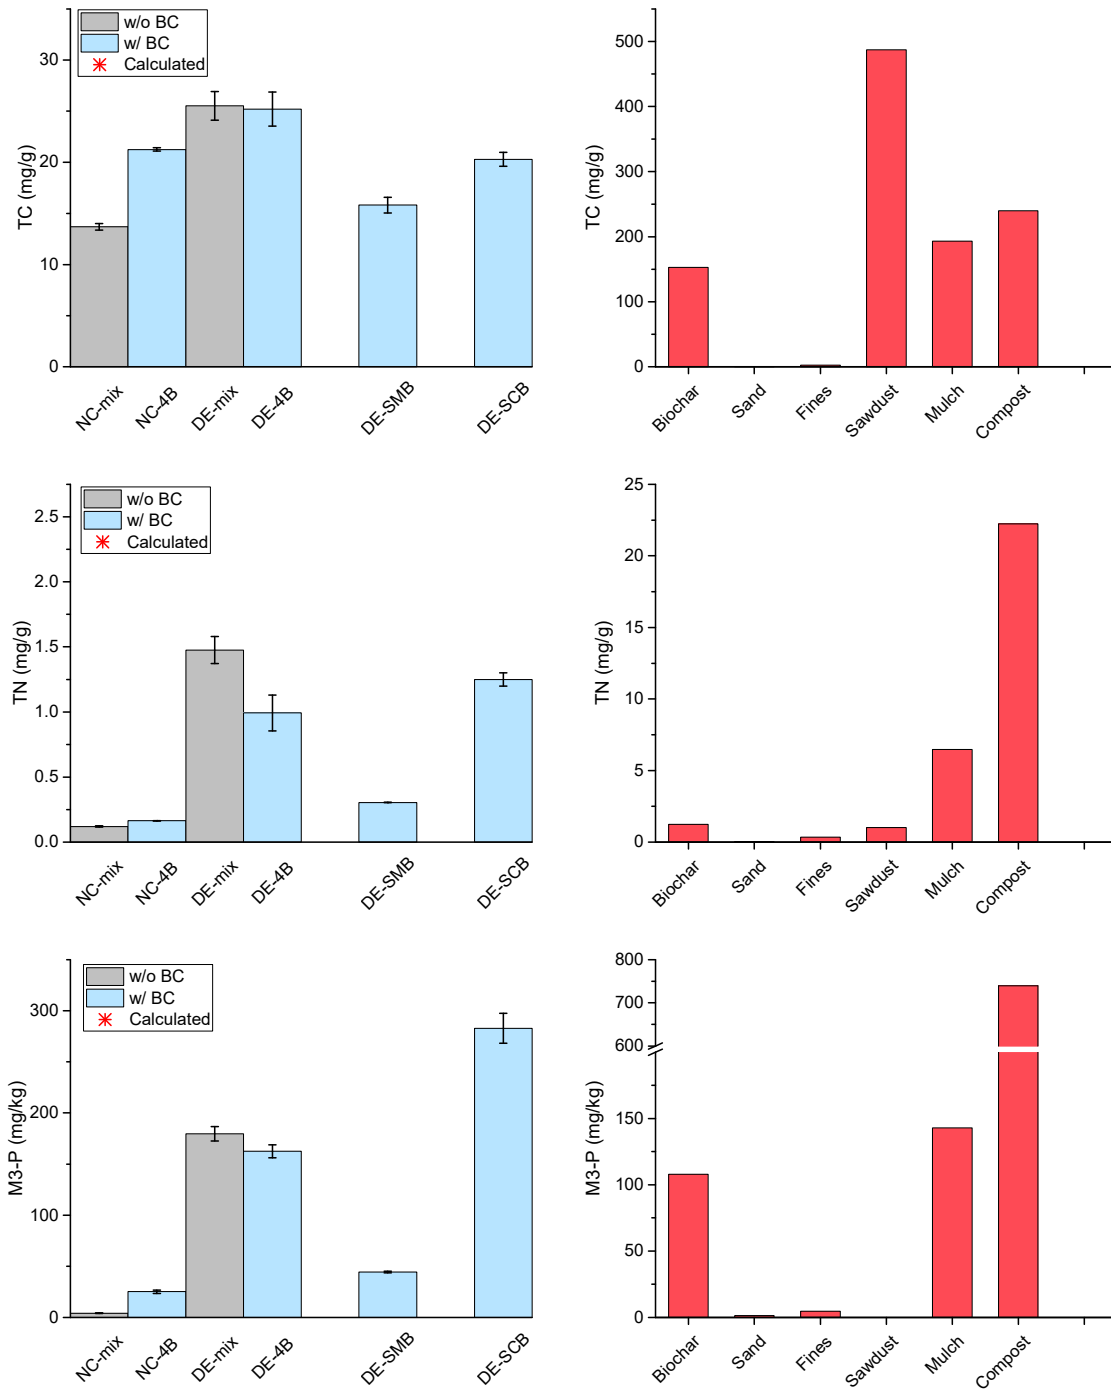 w/o BC
w/ BC
Calculated
TC (mg/g)
30
20
10
0
NC-mix
NC-4B
DE-mix
DE-4B
DE-SMB
DE-SCB
TC (mg/g)
500
400
300
200
100
0
Biochar
Sand
Fines
Sawdust
Mulch
Compost
w/o BC
w/ BC
Calculated
TN (mg/g)
2.5
2.0
1.5
1.0
0.5
0.0
NC-mix
NC-4B
DE-mix
DE-4B
DE-SMB
DE-SCB
TN (mg/g)
25
20
15
10
5
0
Biochar
Sand
Fines
Sawdust
Mulch
Compost
w/o BC
w/ BC
Calculated
M3-P (mg/kg)
300
200
100
0
NC-mix
NC-4B
DE-mix
DE-4B
DE-SMB
DE-SCB
M3-P (mg/kg)
800
700
600
150
100
50
0
Biochar
Sand
Fines
Sawdust
Mulch
Compost